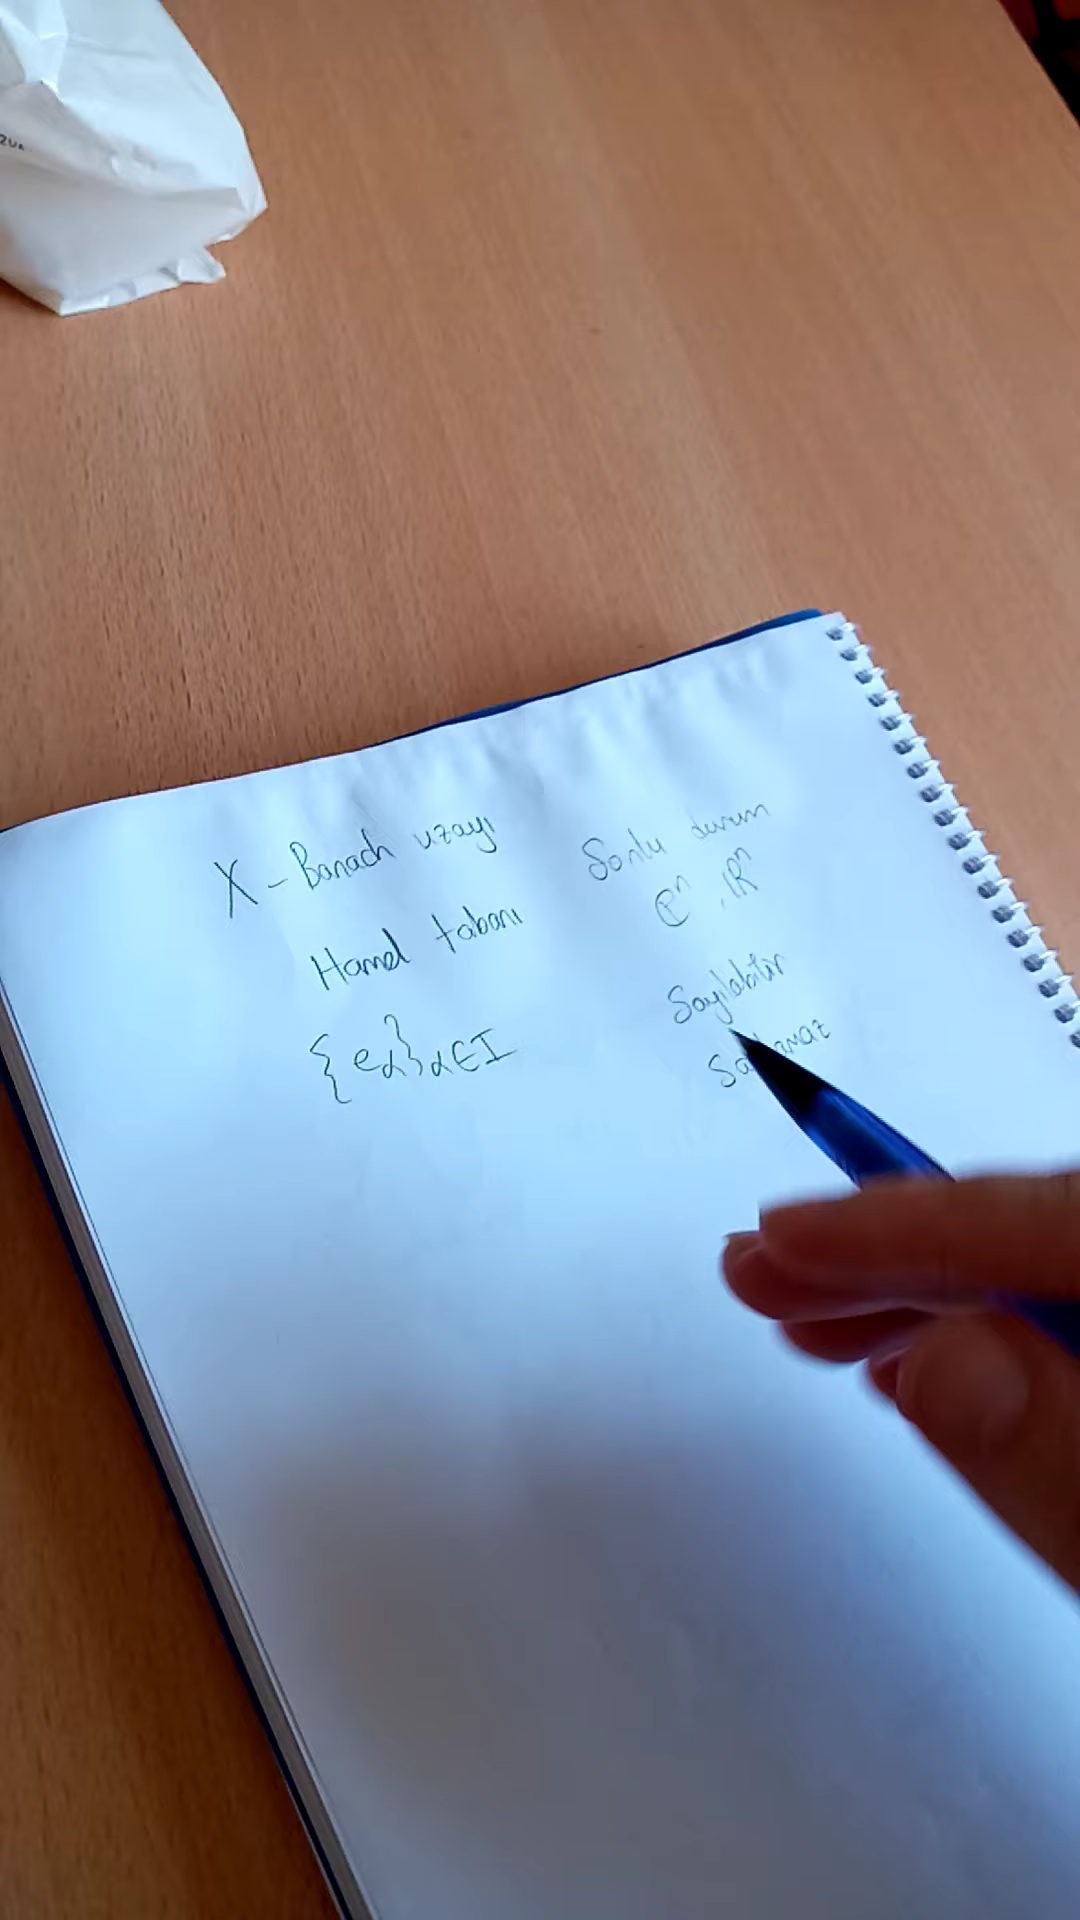 X - Banach uzayı
Hamel tabanı
{eα}α∈I
Sonlu durum
ℂⁿ, ℝⁿ
Sayılabilir